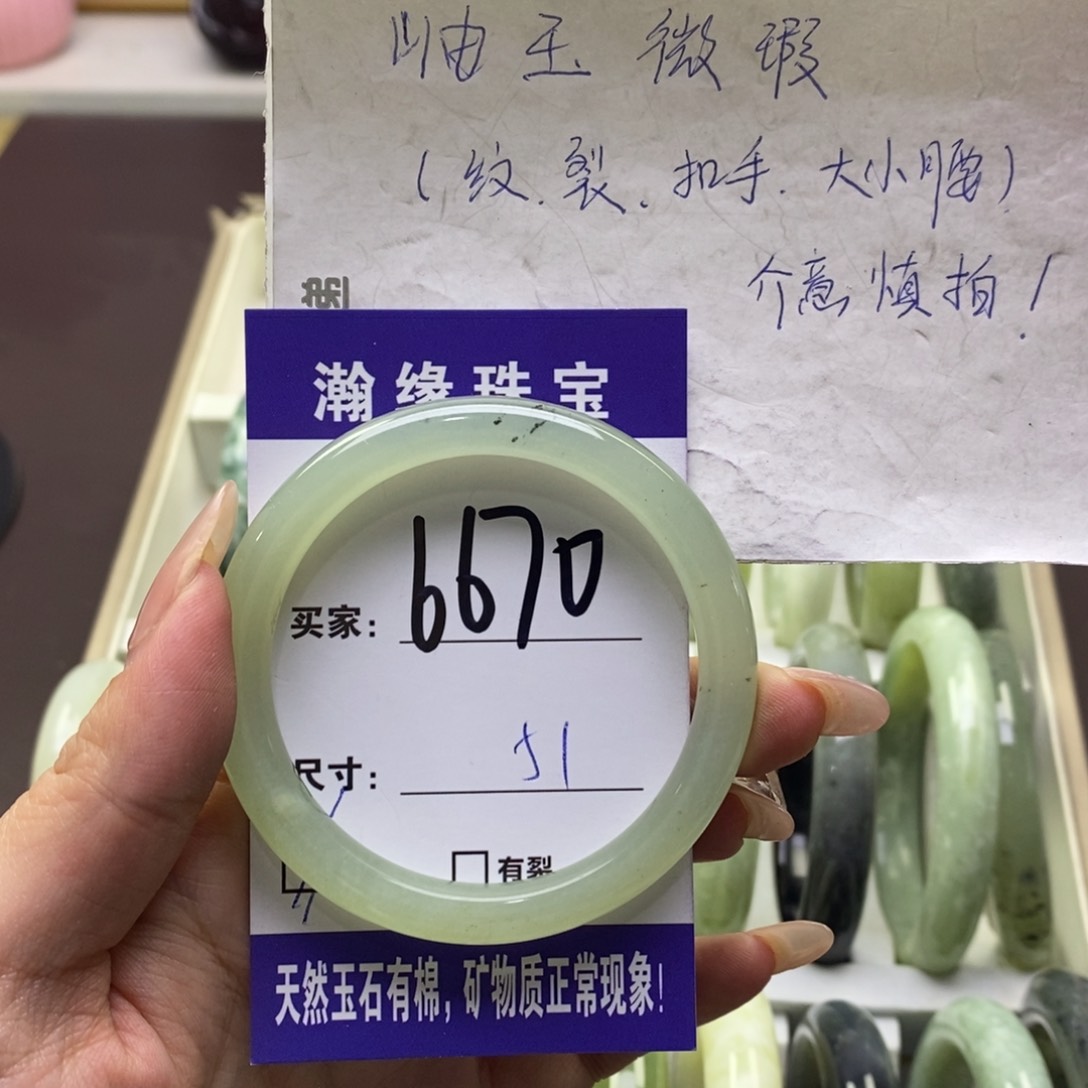 岫玉微瑕
(纹.裂.扣手.大小腰)
介意慎拍!
瀚缘珠宝
买家: 6670
尺寸: 51
有裂
天然玉石有棉,矿物质正常现象!